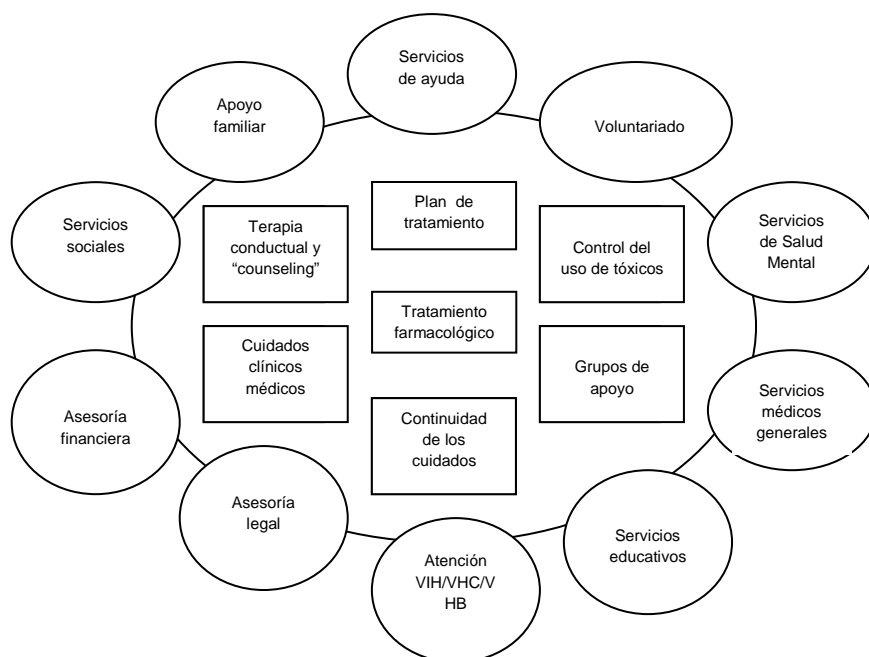 Servicios
de ayuda
Apoyo
familiar
Voluntariado
Servicios
sociales
Terapia
conductual y
“counseling”
Plan de
tratamiento
Control del
uso de tóxicos
Servicios
de Salud
Mental
Tratamiento
farmacológico
Cuidados
clínicos
médicos
Grupos de
apoyo
Asesoría
financiera
Continuidad
de los
cuidados
Servicios
médicos
generales
Asesoría
legal
Servicios
educativos
Atención
VIH/VHC/V
HB